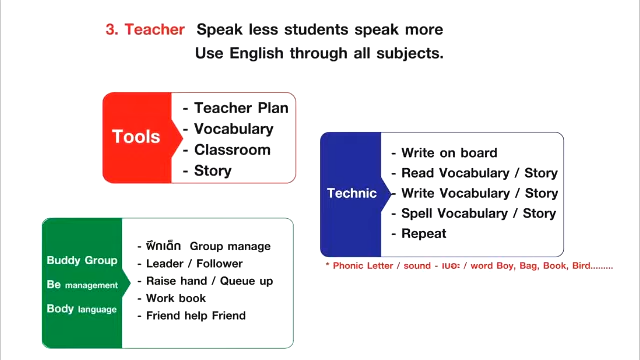 3. Teacher Speak less students speak more
Use English through all subjects.
Tools
- Teacher Plan
- Vocabulary
- Classroom
- Story
Technic
- Write on board
- Read Vocabulary / Story
- Write Vocabulary / Story
- Spell Vocabulary / Story
- Repeat
* Phonic Letter / sound - เบอะ / word Boy, Bag, Book, Bird.........
Buddy Group
Be management
Body language
- ฝึกเด็ก Group manage
- Leader / Follower
- Raise hand / Queue up
- Work book
- Friend help Friend